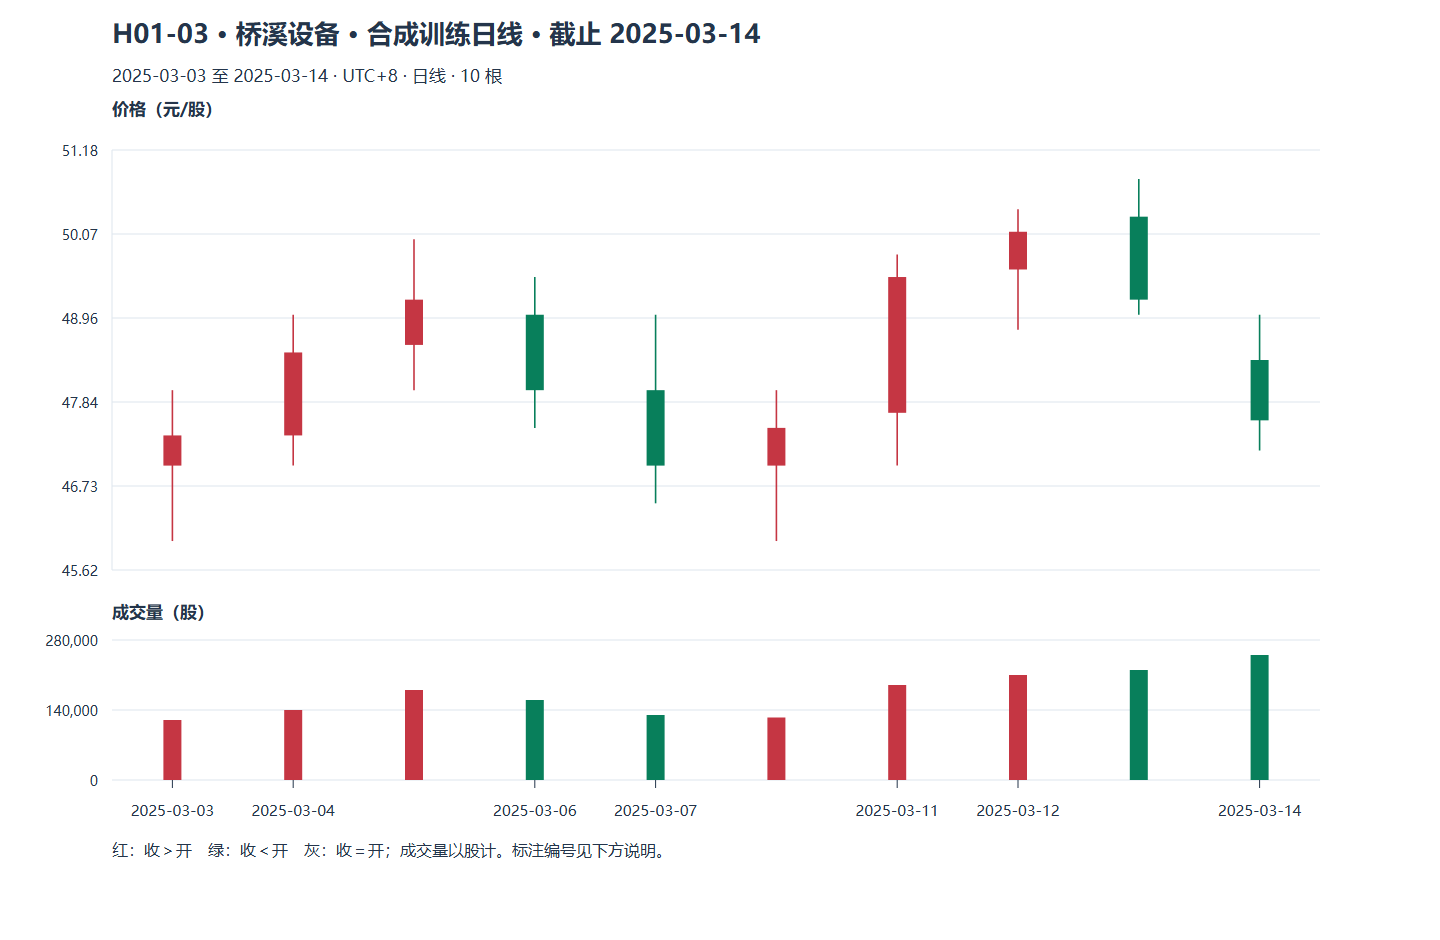 H01-03 • 桥溪设备 • 合成训练日线 • 截止 2025-03-14
2025-03-03 至 2025-03-14 · UTC+8 · 日线 · 10 根
价格（元/股）
51.18
50.07
48.96
47.84
46.73
45.62
成交量（股）
280,000
140,000
0
2025-03-03 2025-03-04 2025-03-06 2025-03-07 2025-03-11 2025-03-12 2025-03-14
红：收 > 开 绿：收 < 开 灰：收 = 开；成交量以股计。标注编号见下方说明。